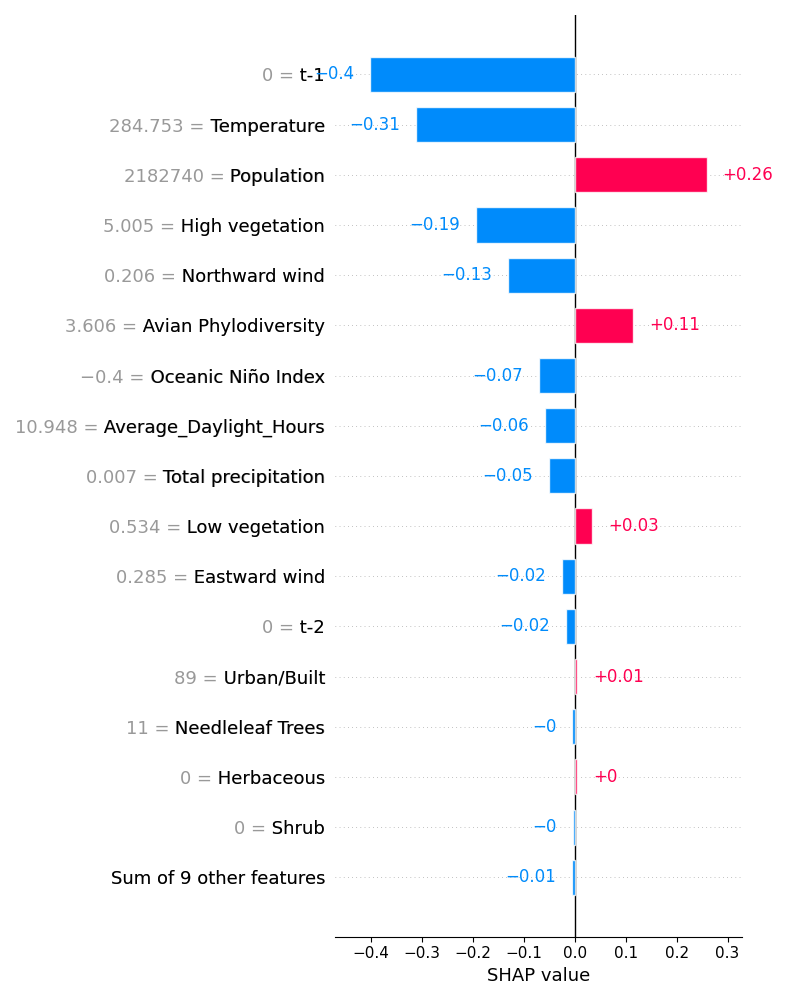 0 = t-1 −0.4
284.753 = Temperature −0.31
2182740 = Population +0.26
5.005 = High vegetation −0.19
0.206 = Northward wind −0.13
3.606 = Avian Phylodiversity +0.11
−0.4 = Oceanic Niño Index −0.07
10.948 = Average_Daylight_Hours −0.06
0.007 = Total precipitation −0.05
0.534 = Low vegetation +0.03
0.285 = Eastward wind −0.02
0 = t-2 −0.02
89 = Urban/Built +0.01
11 = Needleleaf Trees −0
0 = Herbaceous +0
0 = Shrub −0
Sum of 9 other features −0.01
−0.4 −0.3 −0.2 −0.1 0.0 0.1 0.2 0.3
SHAP value